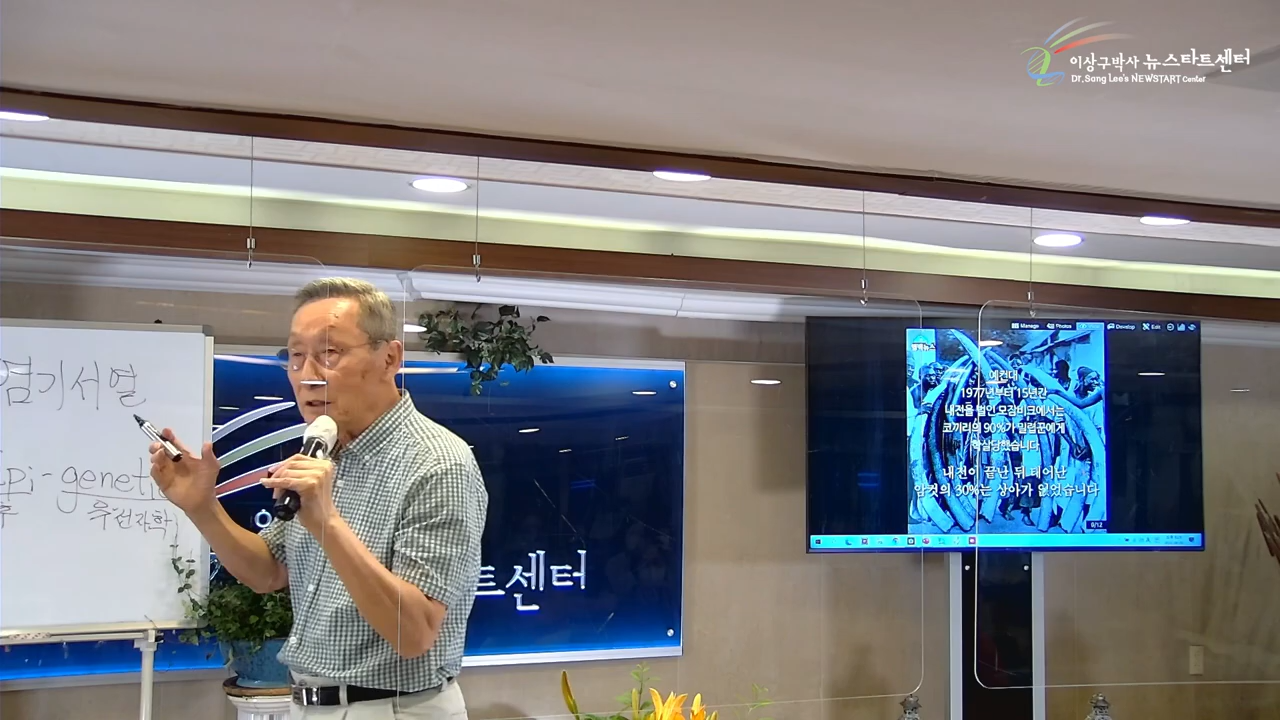 이상구박사 뉴스타트센터
Dr. Sang Lee's NEWSTART Center
염기서열
epi-genetic
후
유전자학
트센터
Manage
Photos
Develop
Edit
예컨대
1977년부터 15년간
내전을 벌인 모잠비크에서는
코끼리의 90%가 밀렵꾼에게
학살당했습니다
내전이 끝난 뒤 태어난
암컷의 30%는 상아가 없었습니다